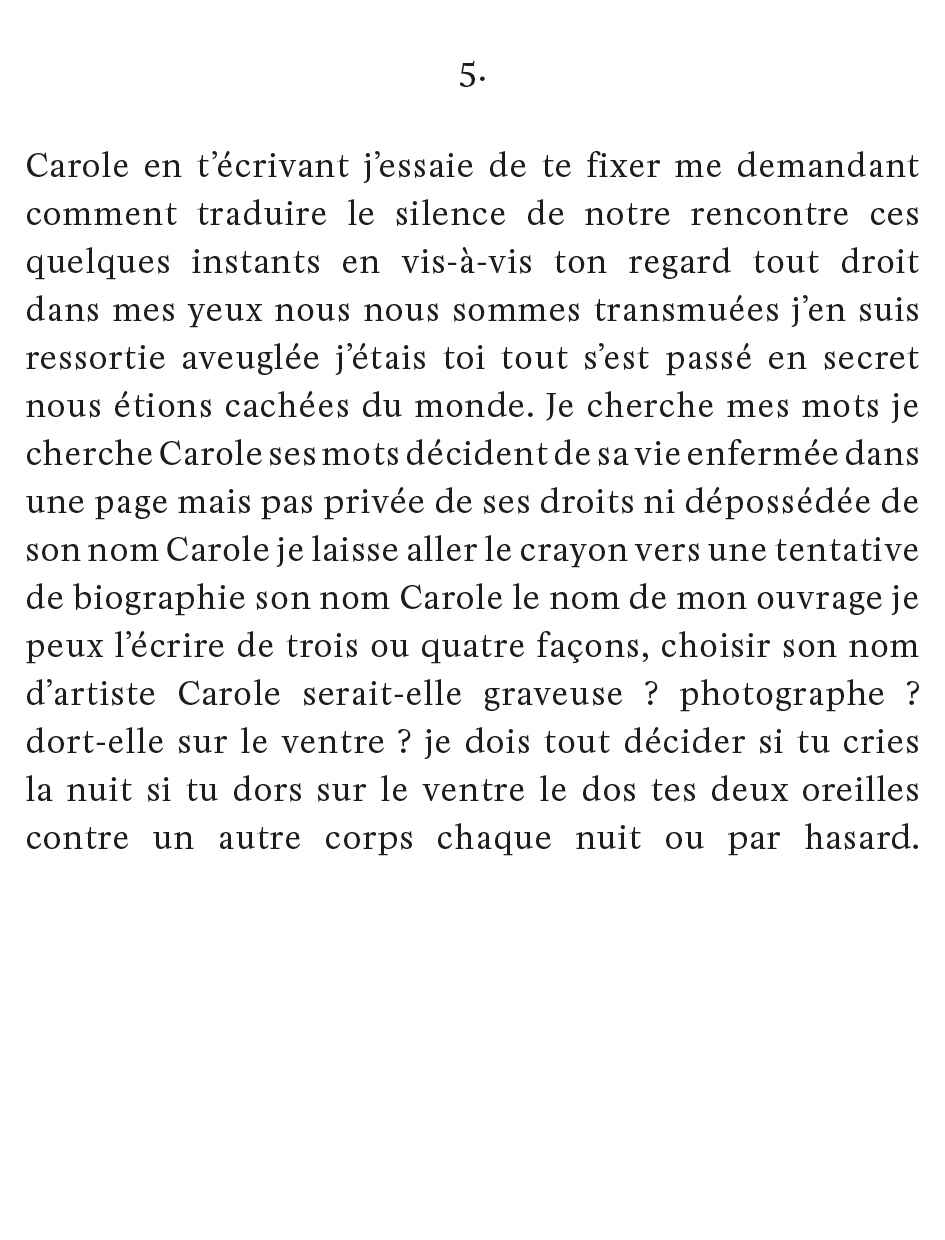 5.
Carole en t’écrivant j’essaie de te fixer me demandant
comment traduire le silence de notre rencontre ces
quelques instants en vis-à-vis ton regard tout droit
dans mes yeux nous nous sommes transmuées j’en suis
ressortie aveuglée j’étais toi tout s’est passé en secret
nous étions cachées du monde. Je cherche mes mots je
cherche Carole ses mots décident de sa vie enfermée dans
une page mais pas privée de ses droits ni dépossédée de
son nom Carole je laisse aller le crayon vers une tentative
de biographie son nom Carole le nom de mon ouvrage je
peux l’écrire de trois ou quatre façons, choisir son nom
d’artiste Carole serait-elle graveuse ? photographe ?
dort-elle sur le ventre ? je dois tout décider si tu cries
la nuit si tu dors sur le ventre le dos tes deux oreilles
contre un autre corps chaque nuit ou par hasard.